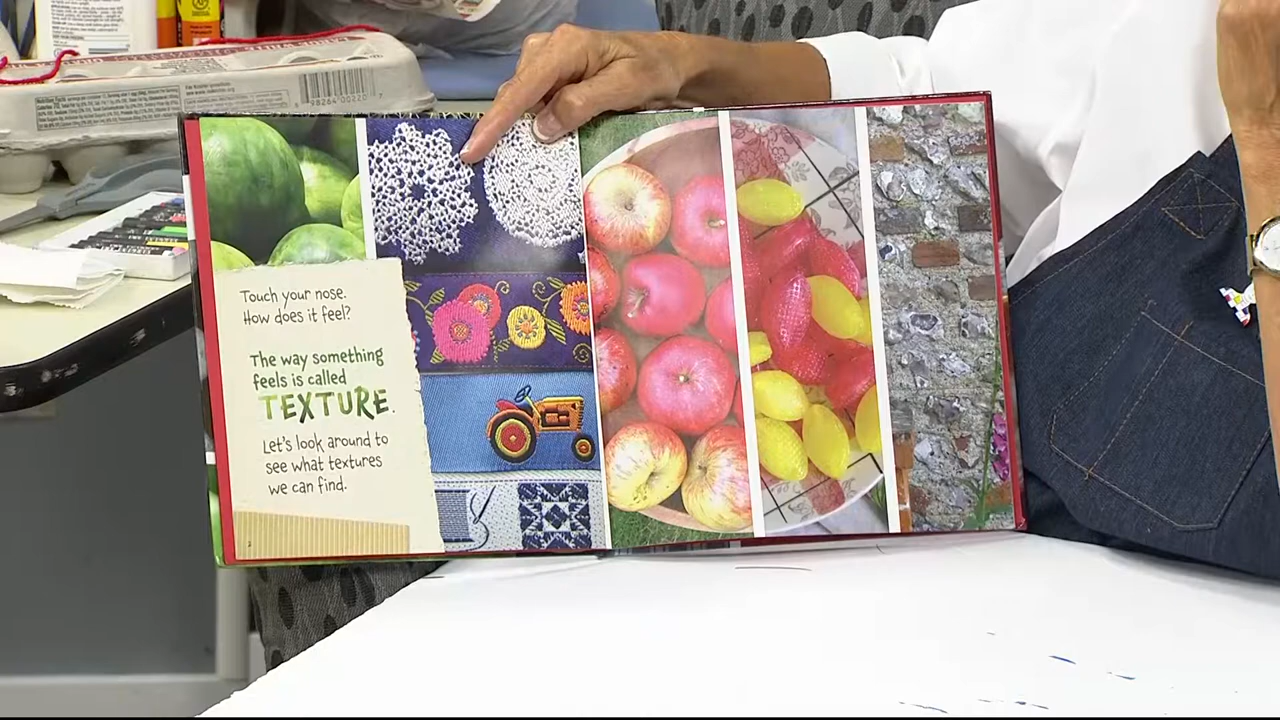 Touch your nose.
How does it feel?
The way something
feels is called
TEXTURE.
Let's look around to
see what textures
we can find.